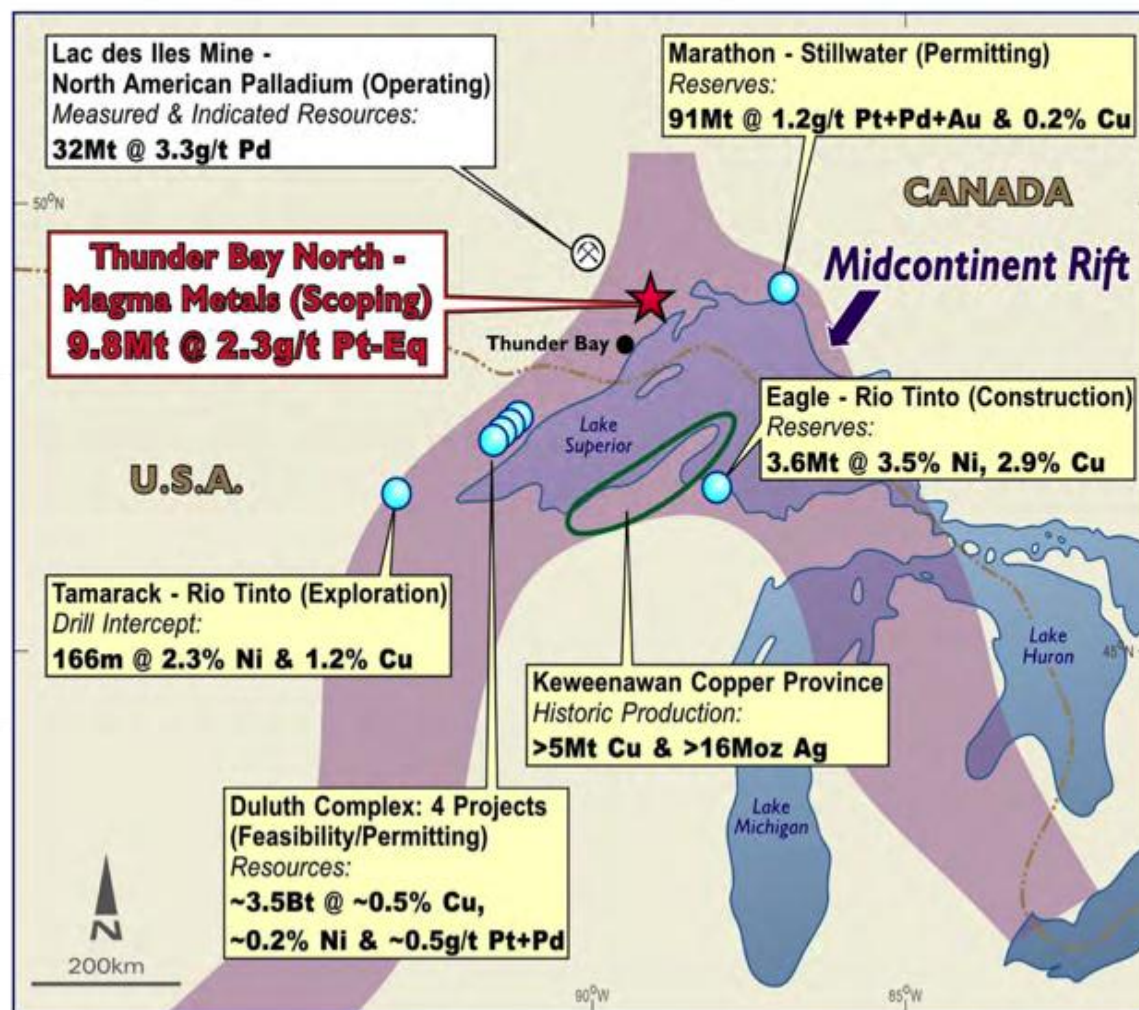 Lac des Iles Mine -
North American Palladium (Operating)
Measured & Indicated Resources:
32Mt @ 3.3g/t Pd
Marathon - Stillwater (Permitting)
Reserves:
91Mt @ 1.2g/t Pt+Pd+Au & 0.2% Cu
50°N
CANADA
Thunder Bay North -
Magma Metals (Scoping)
9.8Mt @ 2.3g/t Pt-Eq
Midcontinent Rift
Thunder Bay
Eagle - Rio Tinto (Construction)
Reserves:
3.6Mt @ 3.5% Ni, 2.9% Cu
Lake
Superior
U.S.A.
Tamarack - Rio Tinto (Exploration)
Drill Intercept:
166m @ 2.3% Ni & 1.2% Cu
Lake
Huron
45°N
Keweenawan Copper Province
Historic Production:
>5Mt Cu & >16Moz Ag
Duluth Complex: 4 Projects
(Feasibility/Permitting)
Resources:
~3.5Bt @ ~0.5% Cu,
~0.2% Ni & ~0.5g/t Pt+Pd
Lake
Michigan
N
200km
90°W
85°W